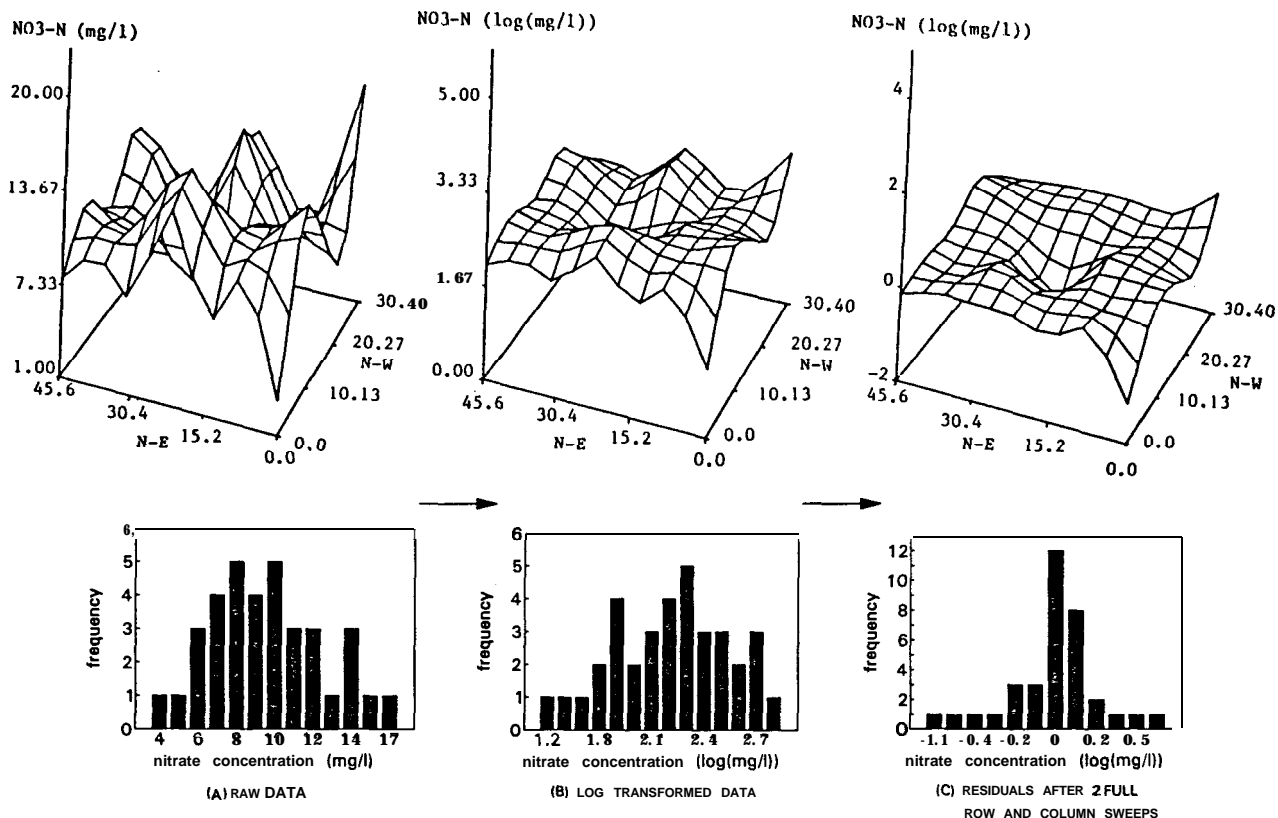 NO3-N (mg/l)
20.00
13.67
7.33
1.00
45.6
30.4
15.2
0.0
N-E
0.0
10.13
20.27
30.40
N-W
NO3-N (log(mg/l))
5.00
3.33
1.67
0.00
45.6
30.4
15.2
0.0
N-E
0.0
10.13
20.27
30.40
N-W
NO3-N (log(mg/l))
4
2
0
-2
45.6
30.4
15.2
0.0
N-E
0.0
10.13
20.27
30.40
N-W
6,
5
4
3
2
1
0
frequency
4 6 8 10 12 14 17
nitrate concentration (mg/l)
(A) RAW DATA
6
5
4
3
2
1
0
frequency
1.2 1.8 2.1 2.4 2.7
nitrate concentration (log(mg/l))
(B) LOG TRANSFORMED DATA
12
10
8
6
4
2
0
frequency
-1.1 -0.4 -0.2 0 0.2 0.5
nitrate concentration (log(mg/l))
(C) RESIDUALS AFTER 2 FULL
ROW AND COLUMN SWEEPS